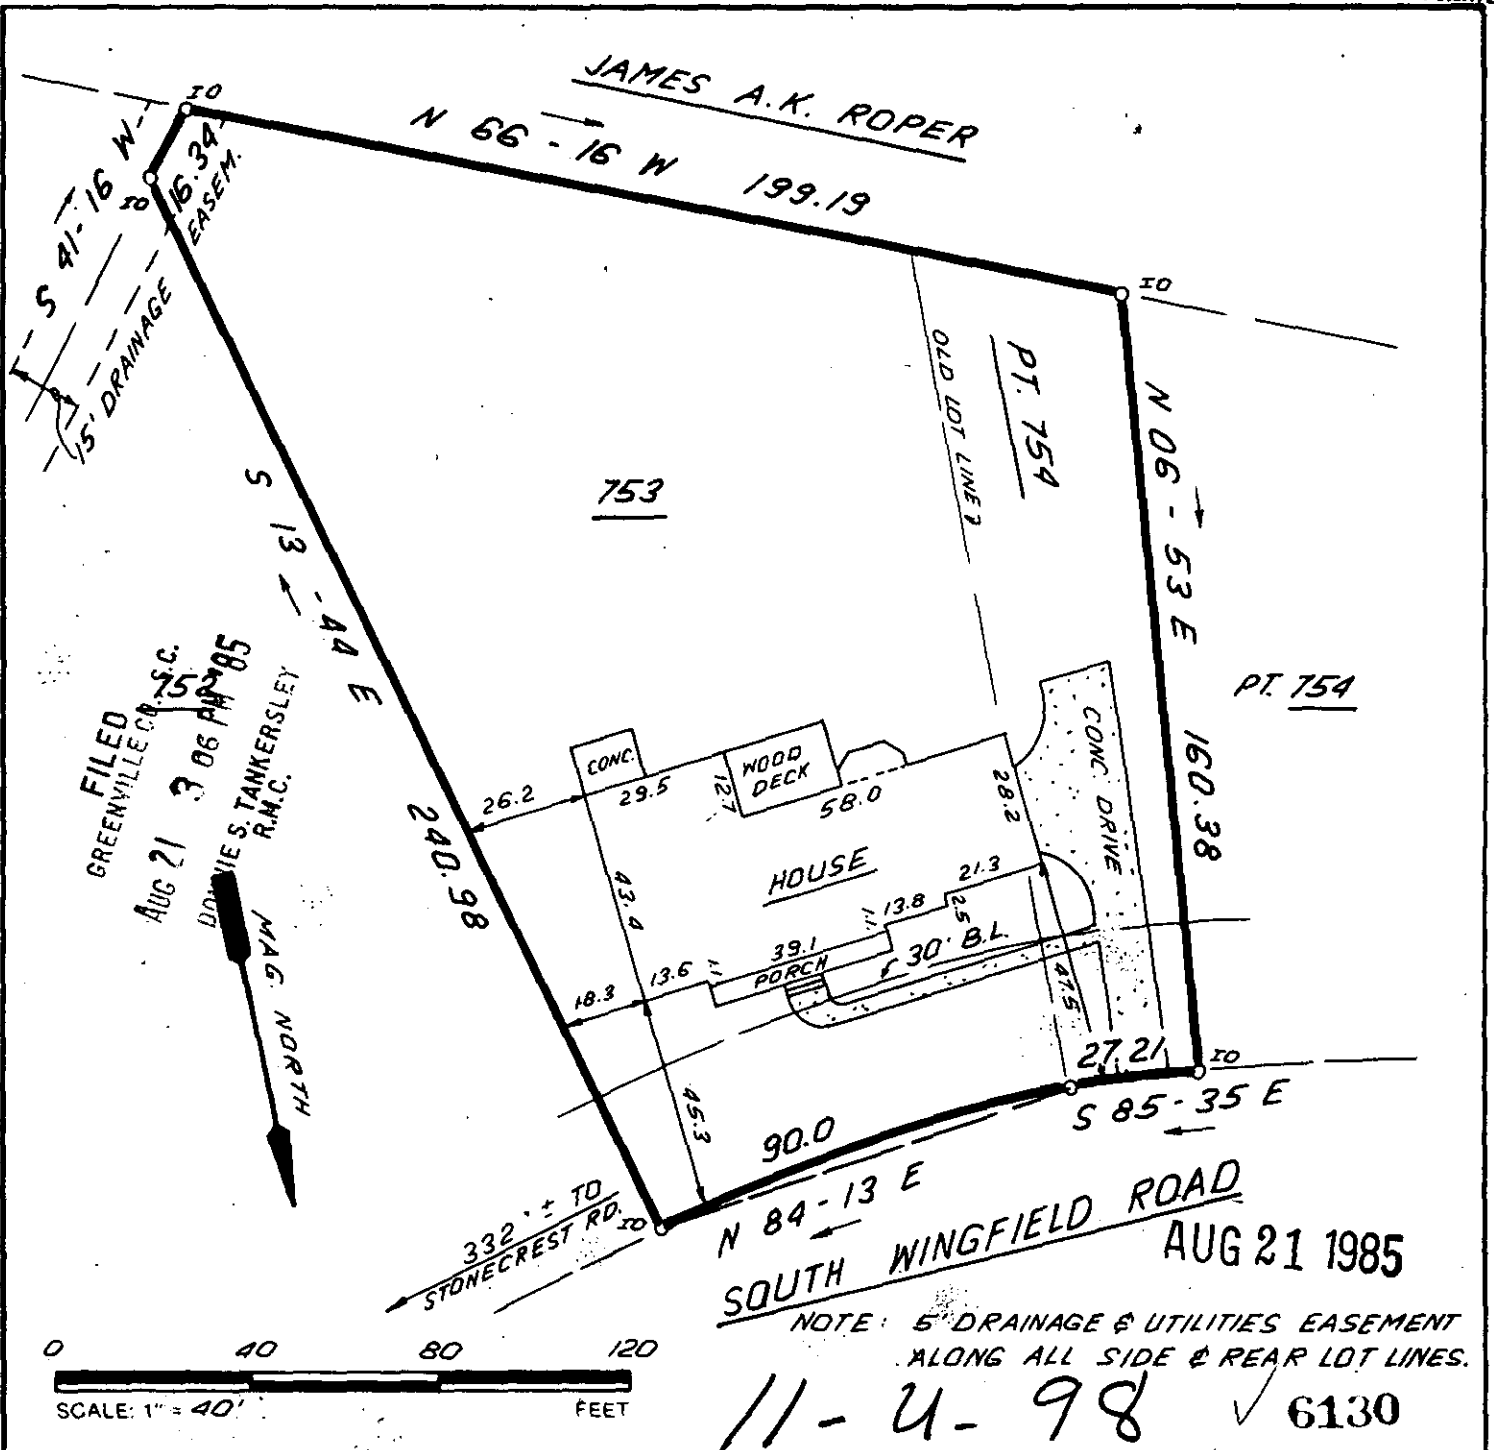 JAMES A.K. ROPER
IO
N 66 - 16 W 199.19
S 41-16 W
16.34
IO
EASEM.
15' DRAINAGE
IO
OLD LOT LINE
PT. 754
N 06 - 53 E
160.38
753
PT. 754
S 13 - 44 E
240.98
752
FILED
GREENVILLE CO. S.C.
AUG 21 3 06 PM '85
DONNIE S. TANKERSLEY
R.M.C.
MAG. NORTH
CONC.
WOOD
DECK
CONC. DRIVE
26.2
29.5
12.7
58.0
28.2
HOUSE
43.4
21.3
2.5
13.8
1.1
39.1
PORCH
1.1
13.6
18.3
30' B.L.
47.5
45.3
27.21
IO
S 85-35 E
90.0
N 84-13 E
IO
332' ± TO
STONECREST RD.
SOUTH WINGFIELD ROAD
AUG 21 1985
NOTE: 5' DRAINAGE & UTILITIES EASEMENT
ALONG ALL SIDE & REAR LOT LINES.
0 40 80 120
SCALE: 1" = 40' FEET
11-4-98 ✓ 6130